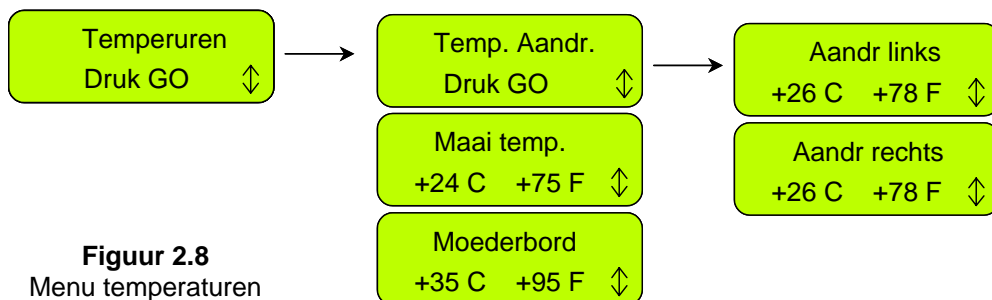 Temperuren
Druk GO
Temp. Aandr.
Druk GO
Aandr links
+26 C +78 F
Maai temp.
+24 C +75 F
Aandr rechts
+26 C +78 F
Moederbord
+35 C +95 F
Figuur 2.8
Menu temperaturen